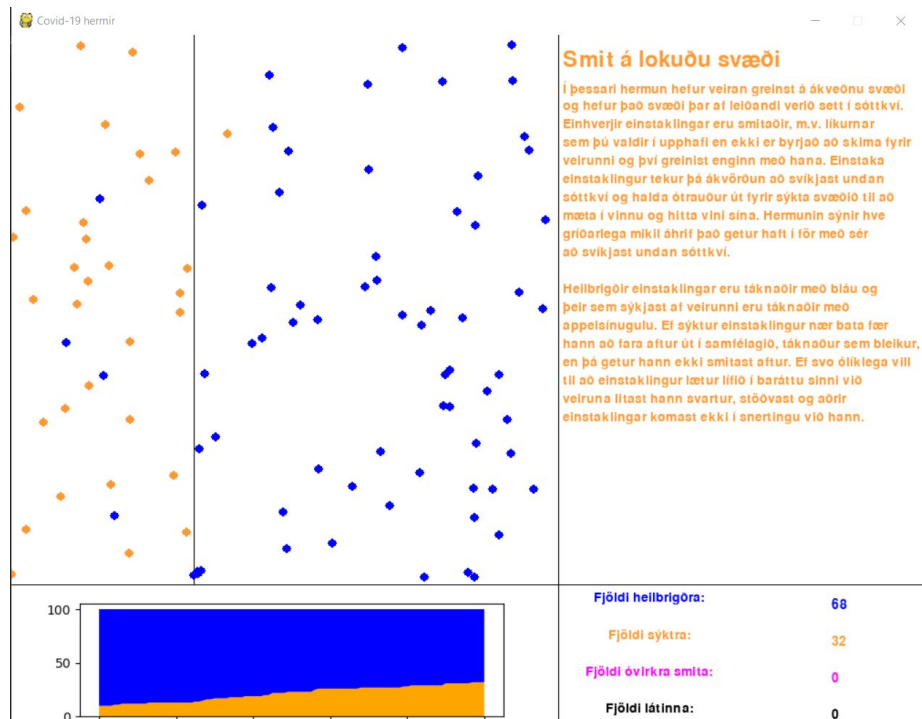 Covid-19 hermir
Smit á lokuðu svæði
Í þessari hermun hefur veiran greinst á ákveðnu svæði
og hefur það svæði þar af leiðandi verið sett í sóttkví.
Einhverjir einstaklingar eru smitaðir, m.v. líkurnar
sem þú valdir í upphafi en ekki er byrjað að skima fyrir
veirunni og því greinist enginn með hana. Einstaka
einstaklingur tekur þá ákvörðun að svíkjast undan
sóttkví og halda ótrauður út fyrir sýkta svæðið til að
mæta í vinnu og hitta vini sína. Hermunin sýnir hve
gríðarlega mikil áhrif það getur haft í för með sér
að svíkjast undan sóttkví.
Heilbrigðir einstaklingar eru táknaðir með bláu og
þeir sem sýkjast af veirunni eru táknaðir með
appelsínugulu. Ef sýktur einstaklingur nær bata fær
hann að fara aftur út í samfélagið, táknaður sem bleikur,
en þá getur hann ekki smitast aftur. Ef svo ólíklega vill
til að einstaklingur lætur lífið í baráttu sinni við
veiruna litast hann svartur, stöðvast og aðrir
einstaklingar komast ekki í snertingu við hann.
100
50
0
Fjöldi heilbrigðra: 68
Fjöldi sýktra: 32
Fjöldi óvirkra smita: 0
Fjöldi látinna: 0